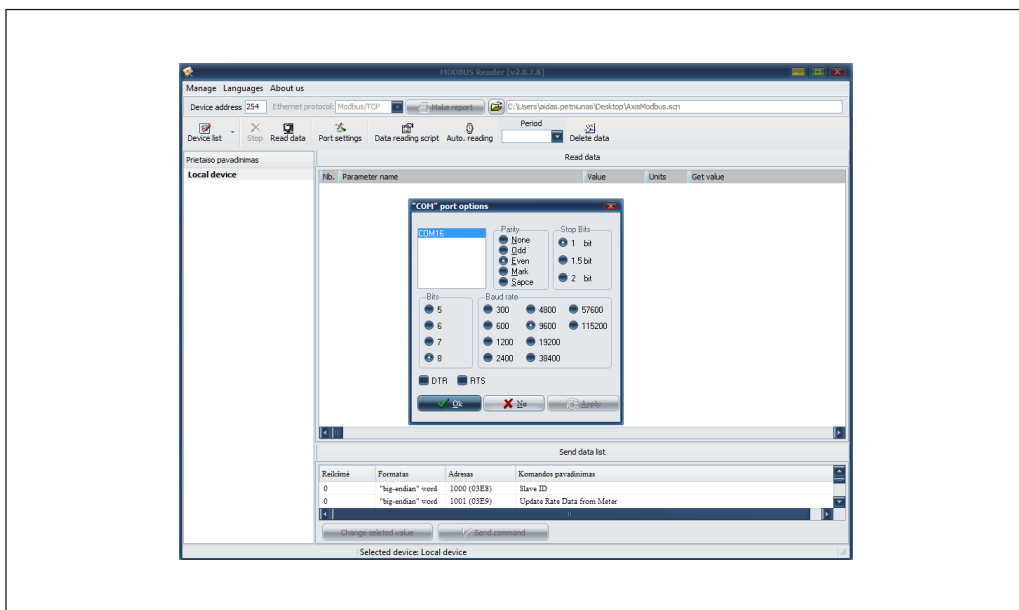 MODBUS Reader [v2.0.7.8]
Manage Languages About us
Device address 254 Ethernet protocol: Modbus/TCP Make report C:\Users\aidas.petniunas\Desktop\AxisModbus.scn
Device list Stop Read data Port settings Data reading script Auto. reading Period Delete data
Prietaiso pavadinimas
Local device
Read data
Nb. Parameter name Value Units Get value
"COM" port options
COM16
Parity
None
Odd
Even
Mark
Sapce
Stop Bits
1 bit
1.5 bit
2 bit
Bits
5
6
7
8
Baud rate
300 4800 57600
600 9600 115200
1200 19200
2400 38400
DTR RTS
Ok No Apply
Send data list
Reikšmė Formatas Adresas Komandos pavadinimas
0 "big-endian" word 1000 (03E8) Slave ID
0 "big-endian" word 1001 (03E9) Update Rate Data from Meter
Change seleted value Send command
Selected device: Local device